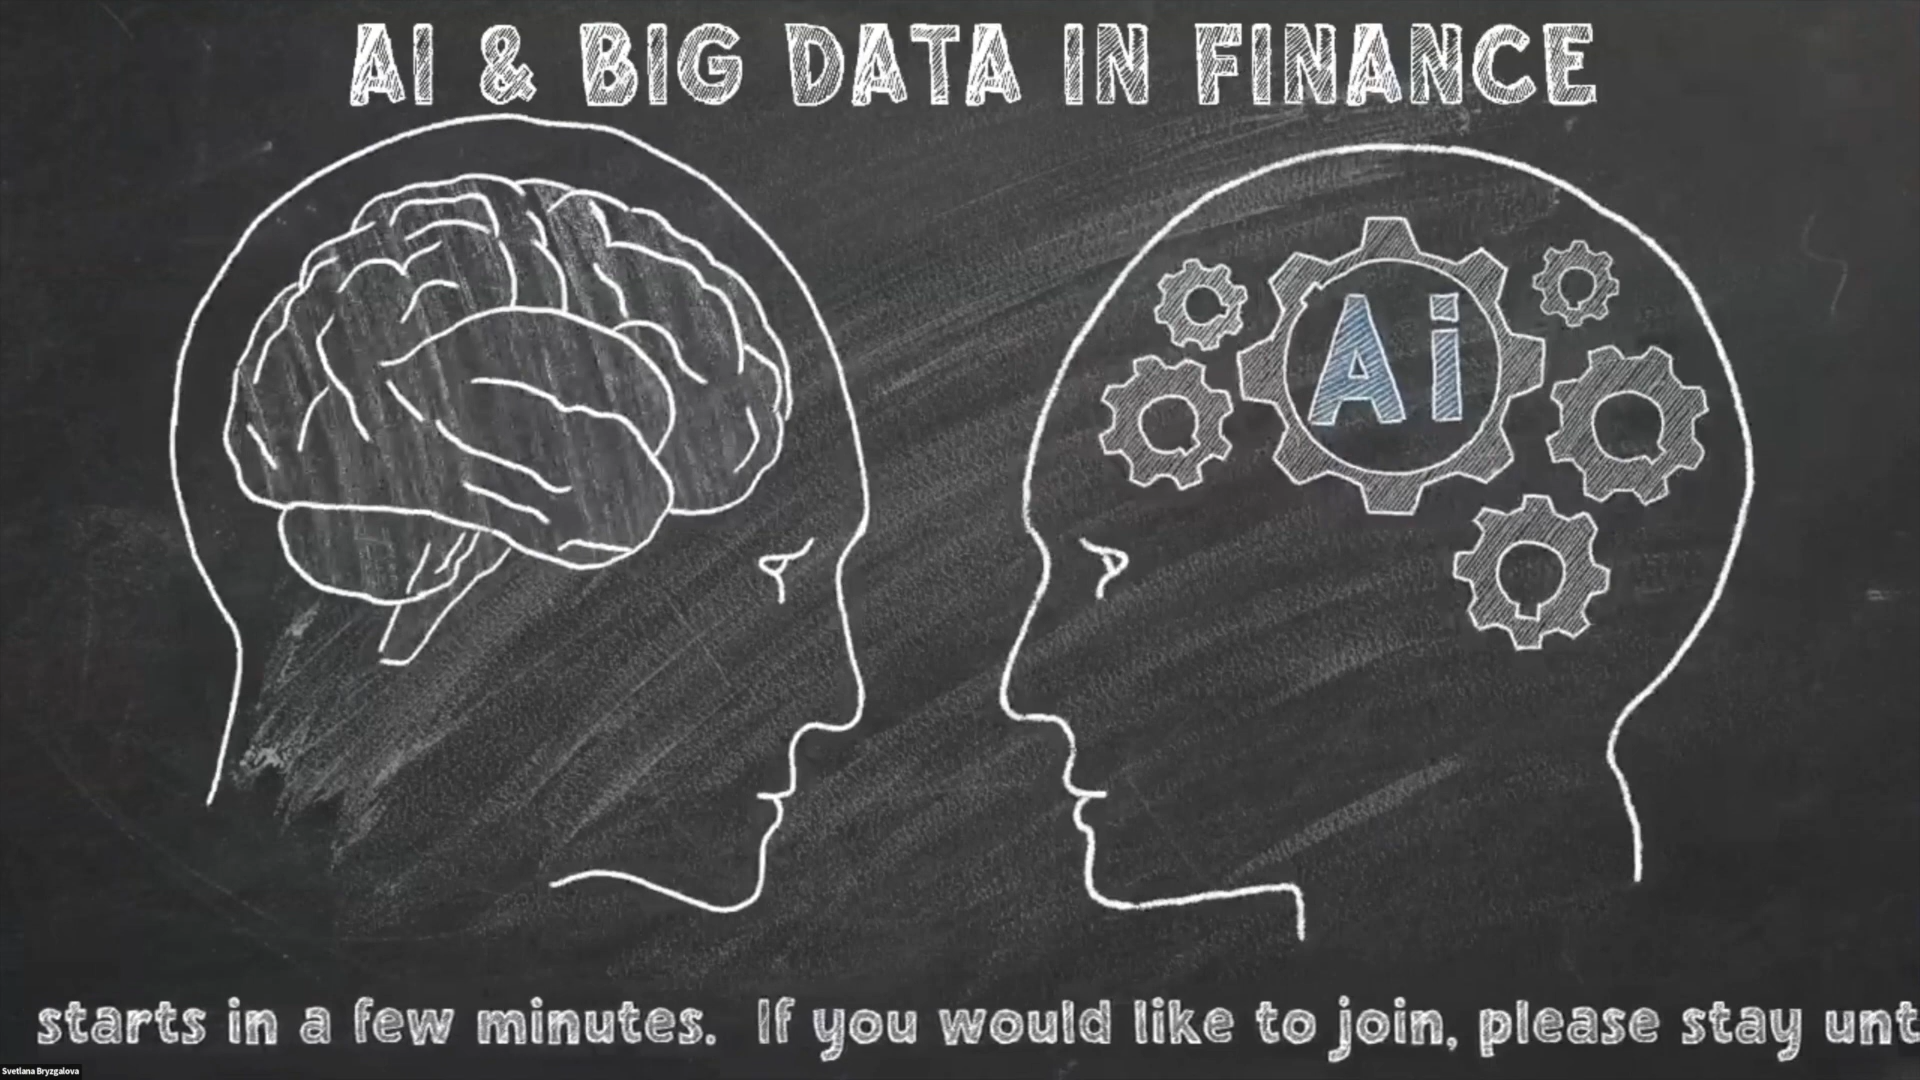 AI & BIG DATA IN FINANCE
Ai
starts in a few minutes. If you would like to join, please stay unt
Svetlana Bryzgalova